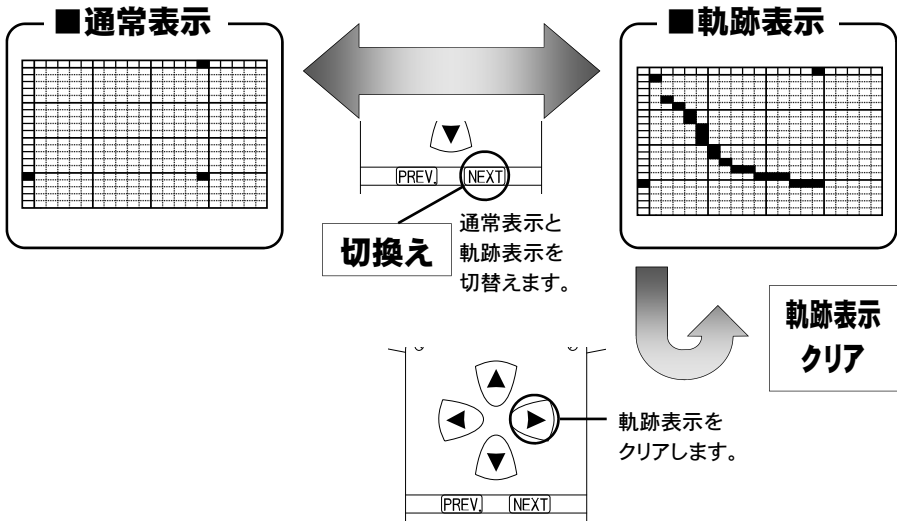 ■通常表示
■軌跡表示
▼
PREV. NEXT
切換え
通常表示と
軌跡表示を
切替えます。
軌跡表示
クリア
▲
◀ ▶
▼
軌跡表示を
クリアします。
PREV. NEXT